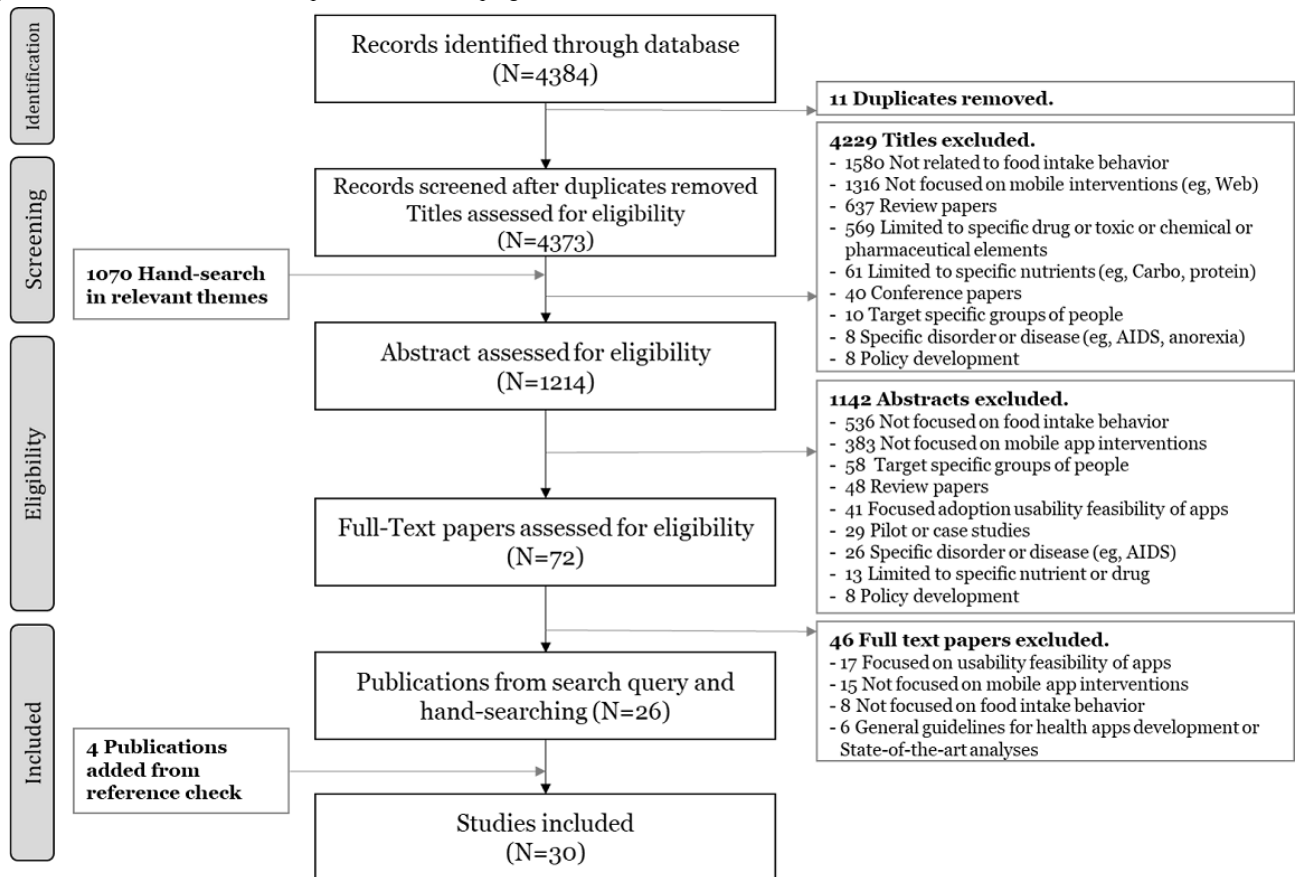 Identification
Records identified through database
(N=4384)
11 Duplicates removed.
Screening
Records screened after duplicates removed
Titles assessed for eligibility
(N=4373)
4229 Titles excluded.
- 1580 Not related to food intake behavior
- 1316 Not focused on mobile interventions (eg, Web)
- 637 Review papers
- 569 Limited to specific drug or toxic or chemical or
pharmaceutical elements
- 61 Limited to specific nutrients (eg, Carbo, protein)
- 40 Conference papers
- 10 Target specific groups of people
- 8 Specific disorder or disease (eg, AIDS, anorexia)
- 8 Policy development
1070 Hand-search
in relevant themes
Eligibility
Abstract assessed for eligibility
(N=1214)
1142 Abstracts excluded.
- 536 Not focused on food intake behavior
- 383 Not focused on mobile app interventions
- 58 Target specific groups of people
- 48 Review papers
- 41 Focused adoption usability feasibility of apps
- 29 Pilot or case studies
- 26 Specific disorder or disease (eg, AIDS)
- 13 Limited to specific nutrient or drug
- 8 Policy development
Full-Text papers assessed for eligibility
(N=72)
46 Full text papers excluded.
- 17 Focused on usability feasibility of apps
- 15 Not focused on mobile app interventions
- 8 Not focused on food intake behavior
- 6 General guidelines for health apps development or
State-of-the-art analyses
Included
Publications from search query and
hand-searching (N=26)
4 Publications
added from
reference check
Studies included
(N=30)